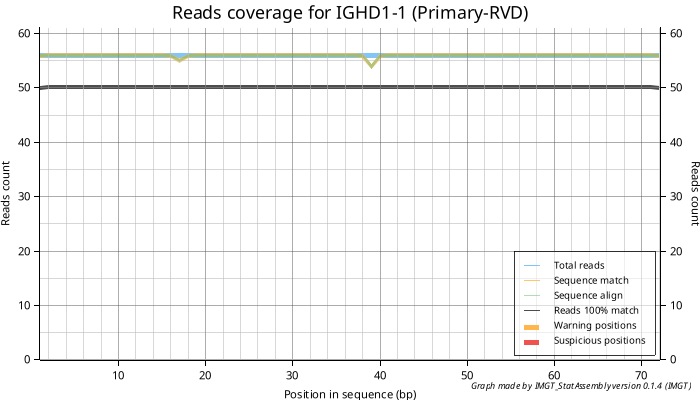 Reads coverage for IGHD1-1 (Primary-RVD)
60 60
50 50
40 40
30 30
20 20
10 10
0 0
Reads count
Reads count
Total reads
Sequence match
Sequence align
Reads 100% match
Warning positions
Suspicious positions
10 20 30 40 50 60 70
Position in sequence (bp)
Graph made by IMGT_StatAssembly version 0.1.4 (IMGT)